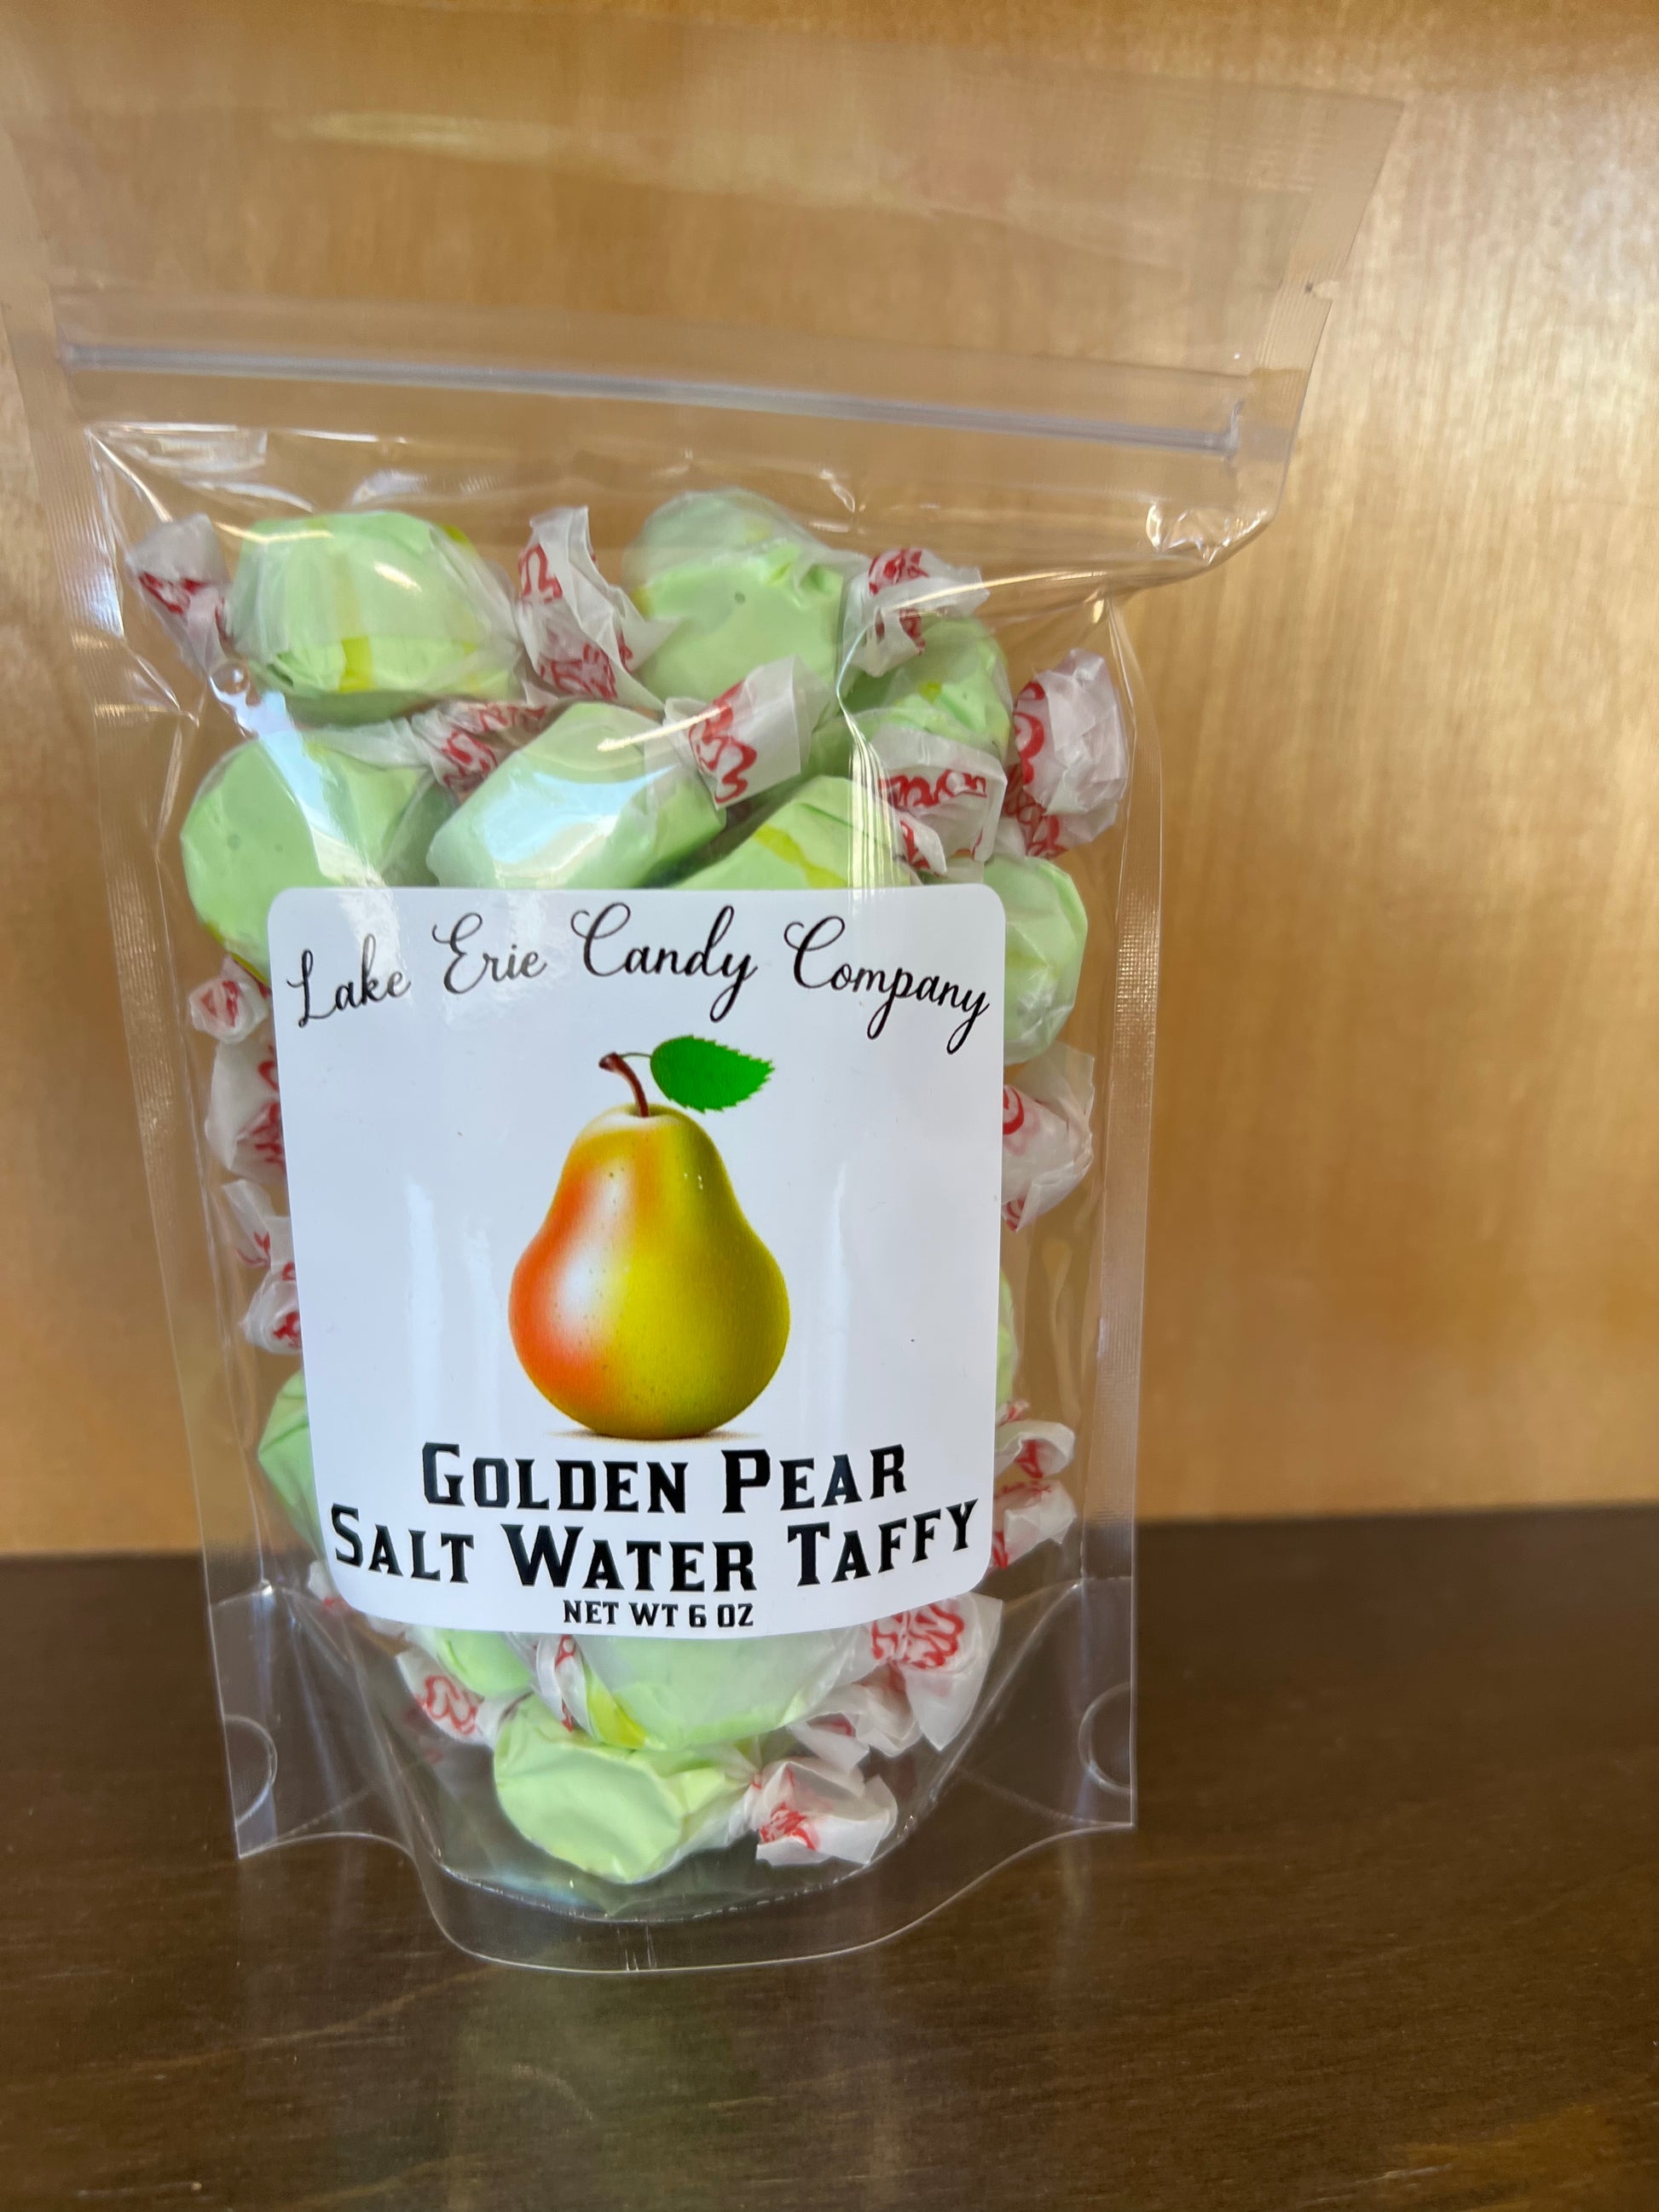 Lake Erie Candy Company
Golden Pear
Salt Water Taffy
NET WT 6 OZ